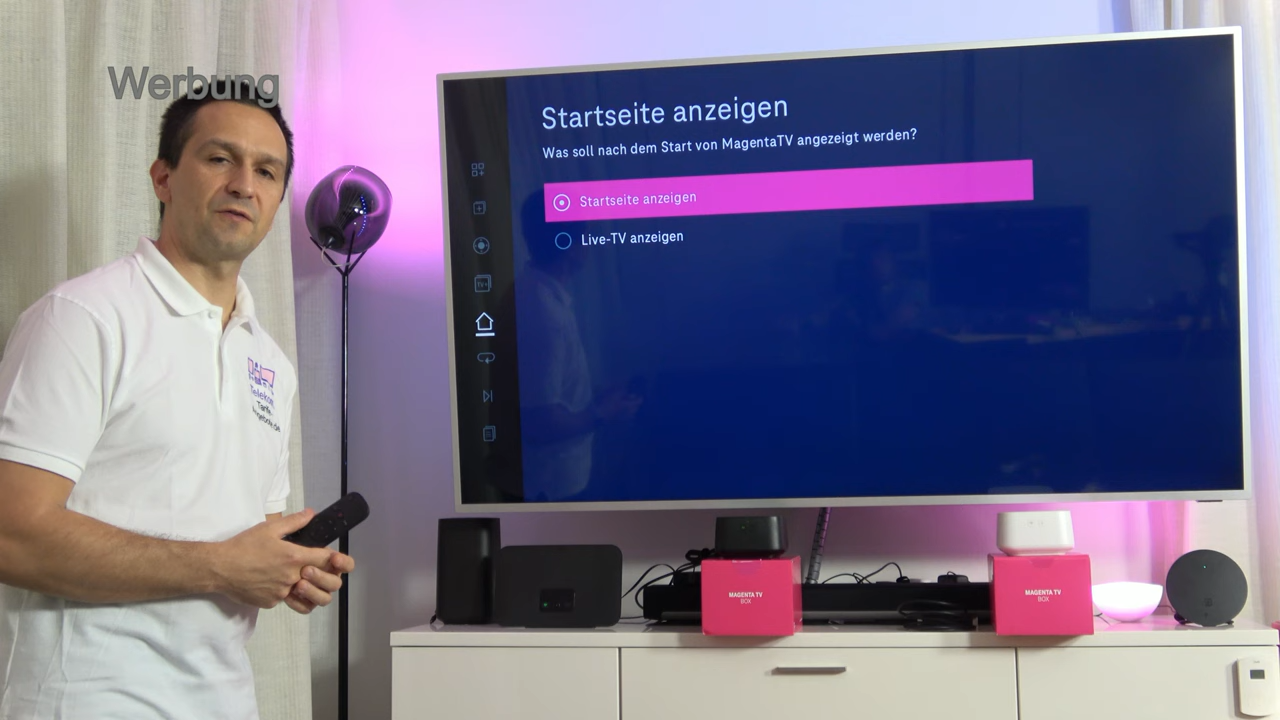 Werbung
Startseite anzeigen
Was soll nach dem Start von MagentaTV angezeigt werden?
Startseite anzeigen
Live-TV anzeigen
TV+
MAGENTA TV
BOX
MAGENTA TV
BOX